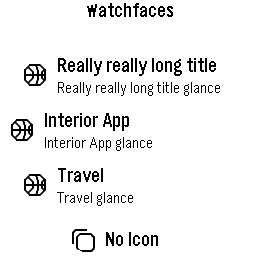 Watchfaces
Really really long title
Really really long title glance
Interior App
Interior App glance
Travel
Travel glance
No Icon